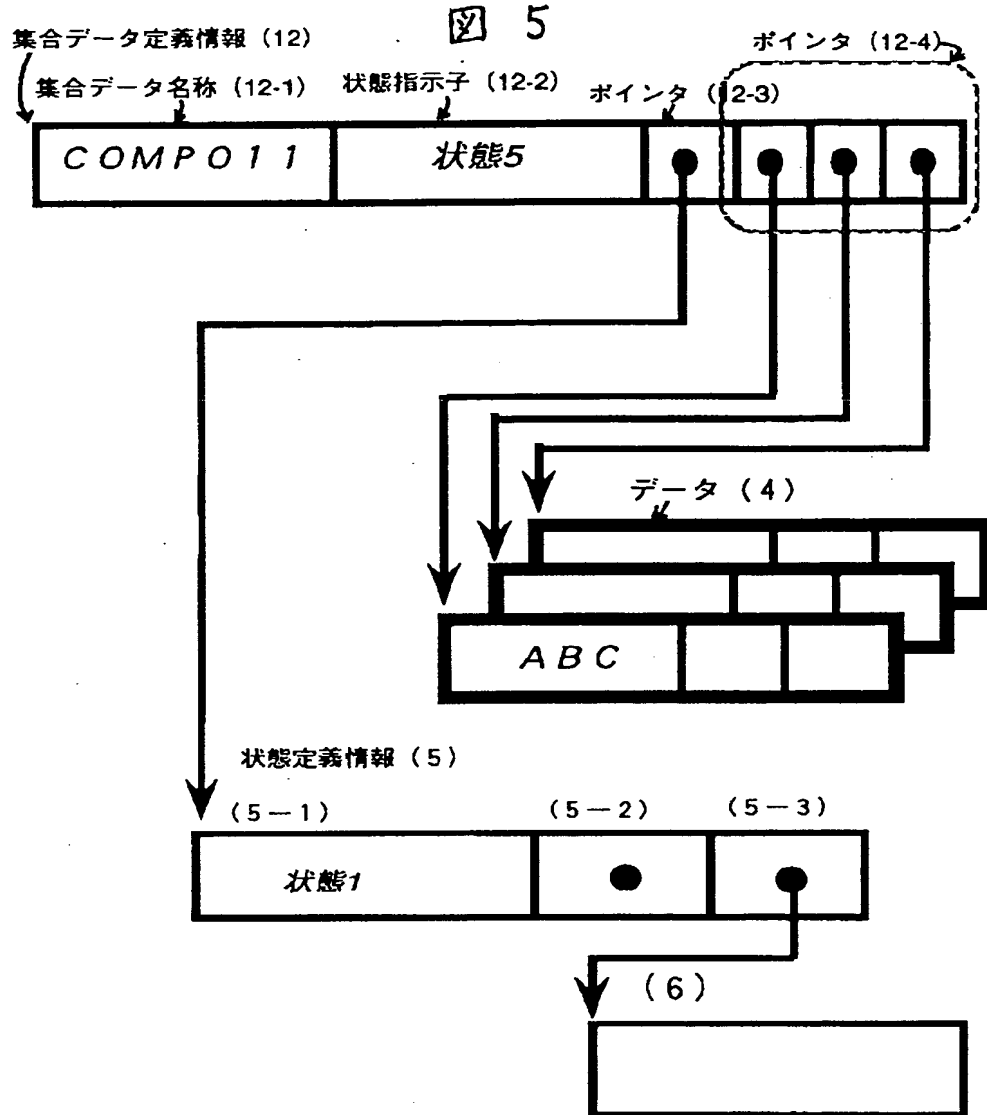 図 5
集合データ定義情報（12）
ポインタ（12-4）
集合データ名称（12-1）
状態指示子（12-2）
ポインタ（12-3）
COMPO11
状態5
データ（4）
ABC
状態定義情報（5）
（5－1）
（5－2）
（5－3）
状態1
（6）